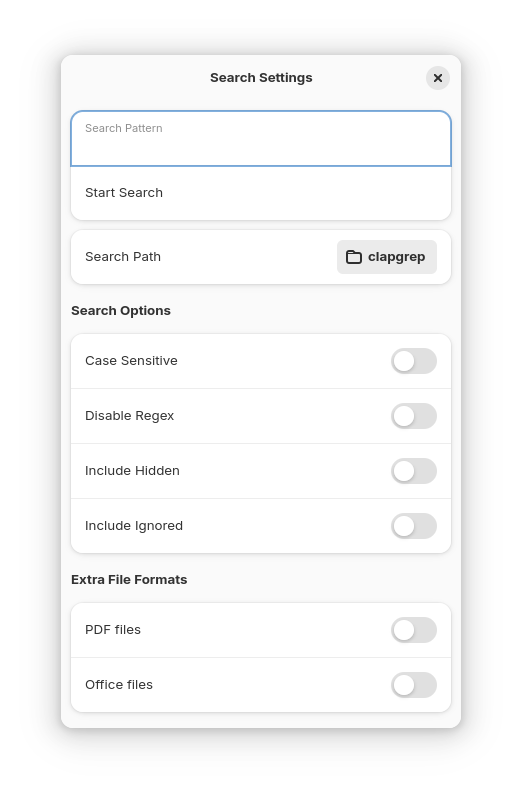 Search Settings
Search Pattern
Start Search
Search Path
clapgrep
Search Options
Case Sensitive
Disable Regex
Include Hidden
Include Ignored
Extra File Formats
PDF files
Office files